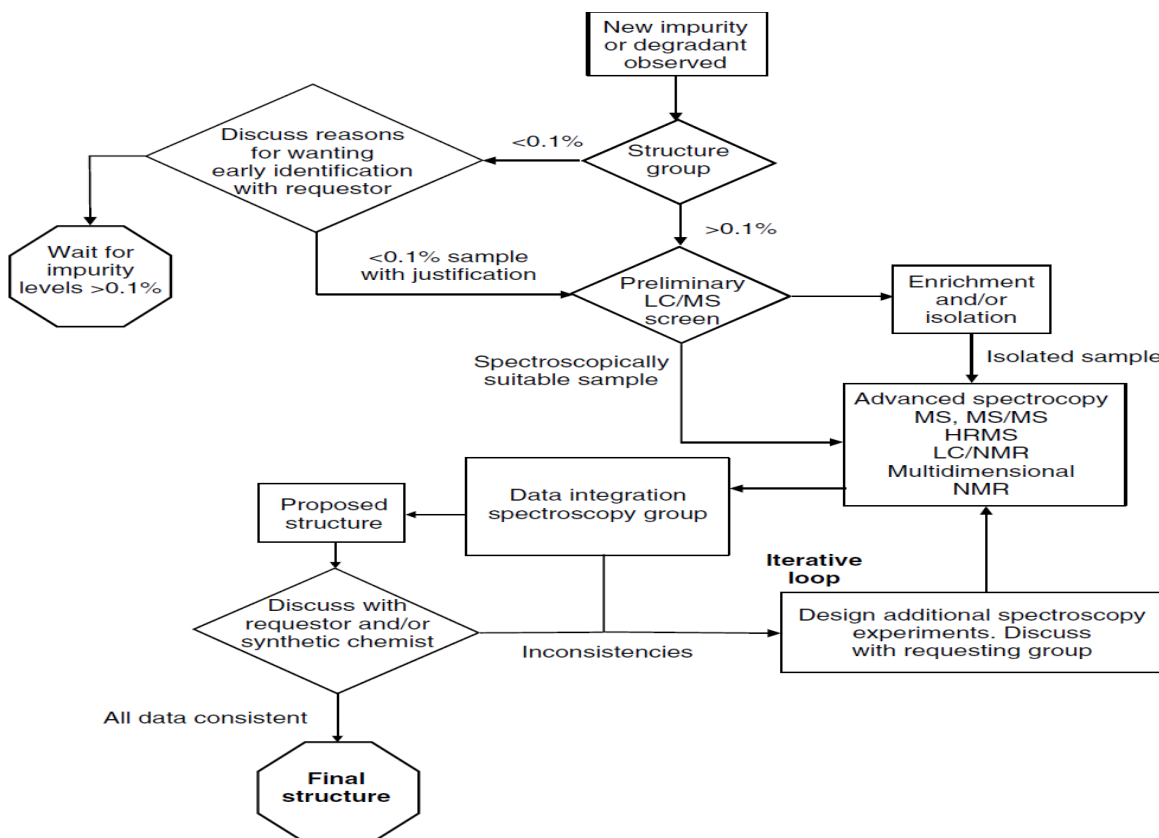 New impurity
or degradant
observed
Discuss reasons
for wanting
early identification
with requestor
<0.1%
Structure
group
Wait for
impurity
levels >0.1%
<0.1% sample
with justification
>0.1%
Preliminary
LC/MS
screen
Enrichment
and/or
isolation
Spectroscopically
suitable sample
Isolated sample
Advanced spectrocopy
MS, MS/MS
HRMS
LC/NMR
Multidimensional
NMR
Proposed
structure
Data integration
spectroscopy group
Iterative
loop
Discuss with
requestor and/or
synthetic chemist
Inconsistencies
Design additional spectroscopy
experiments. Discuss
with requesting group
All data consistent
Final
structure